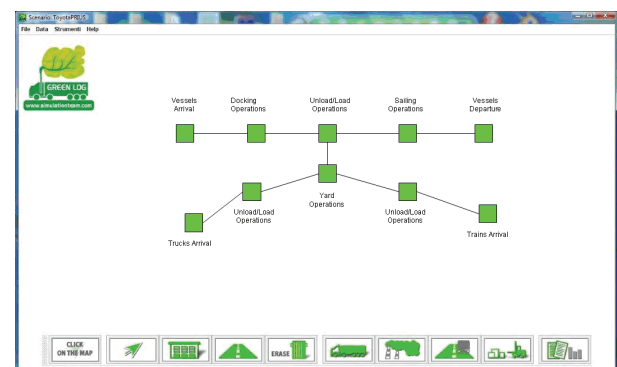 Scenario: ToyotaPRIUS
File Data Strumenti Help
GREEN LOG
www.simulationteam.com
Vessels
Arrival
Docking
Operations
Unload/Load
Operations
Sailing
Operations
Vessels
Departure
Yard
Operations
Unload/Load
Operations
Unload/Load
Operations
Trucks Arrival
Trains Arrival
CLICK
ON THE MAP
ERASE